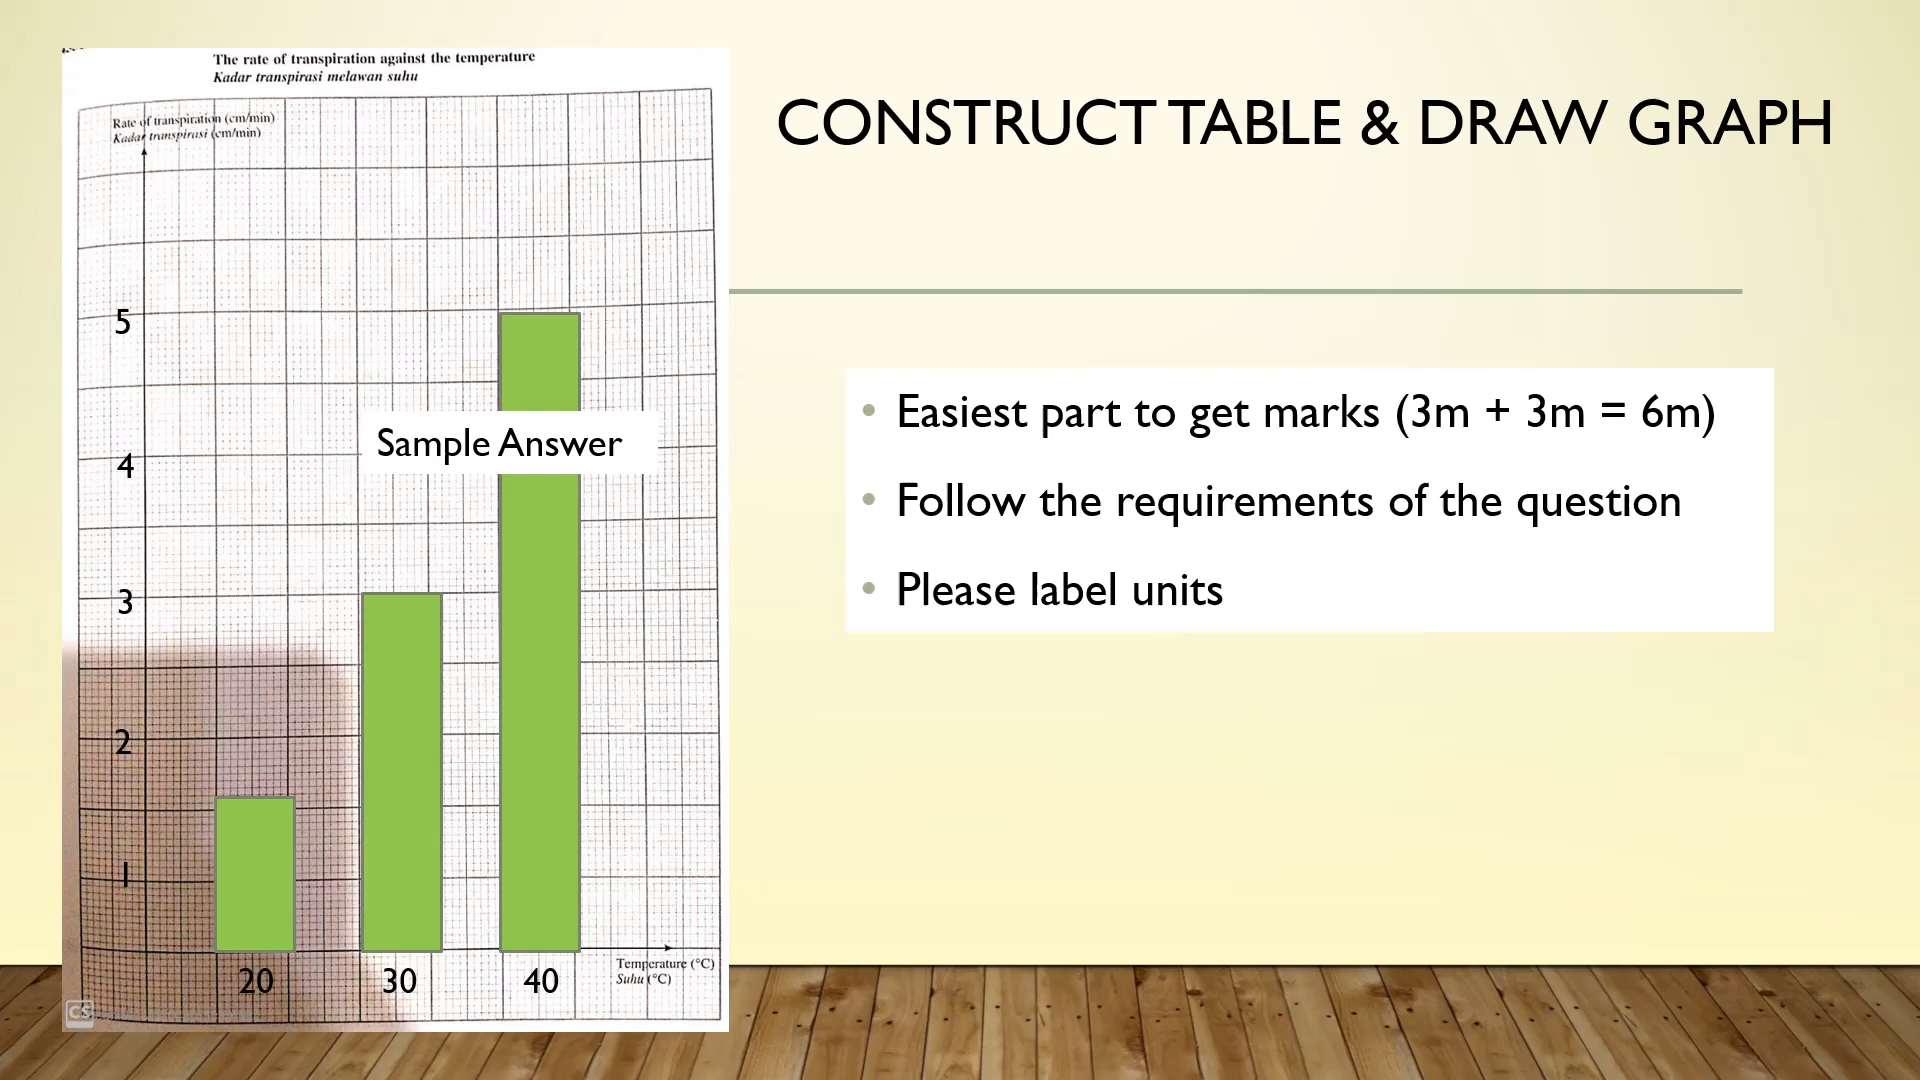 The rate of transpiration against the temperature
Kadar transpirasi melawan suhu
Rate of transpiration (cm/min)
Kadar transpirasi (cm/min)
5
4
3
2
1
Sample Answer
20
30
40
Temperature (°C)
Suhu (°C)
CS
CONSTRUCT TABLE & DRAW GRAPH
• Easiest part to get marks (3m + 3m = 6m)
• Follow the requirements of the question
• Please label units